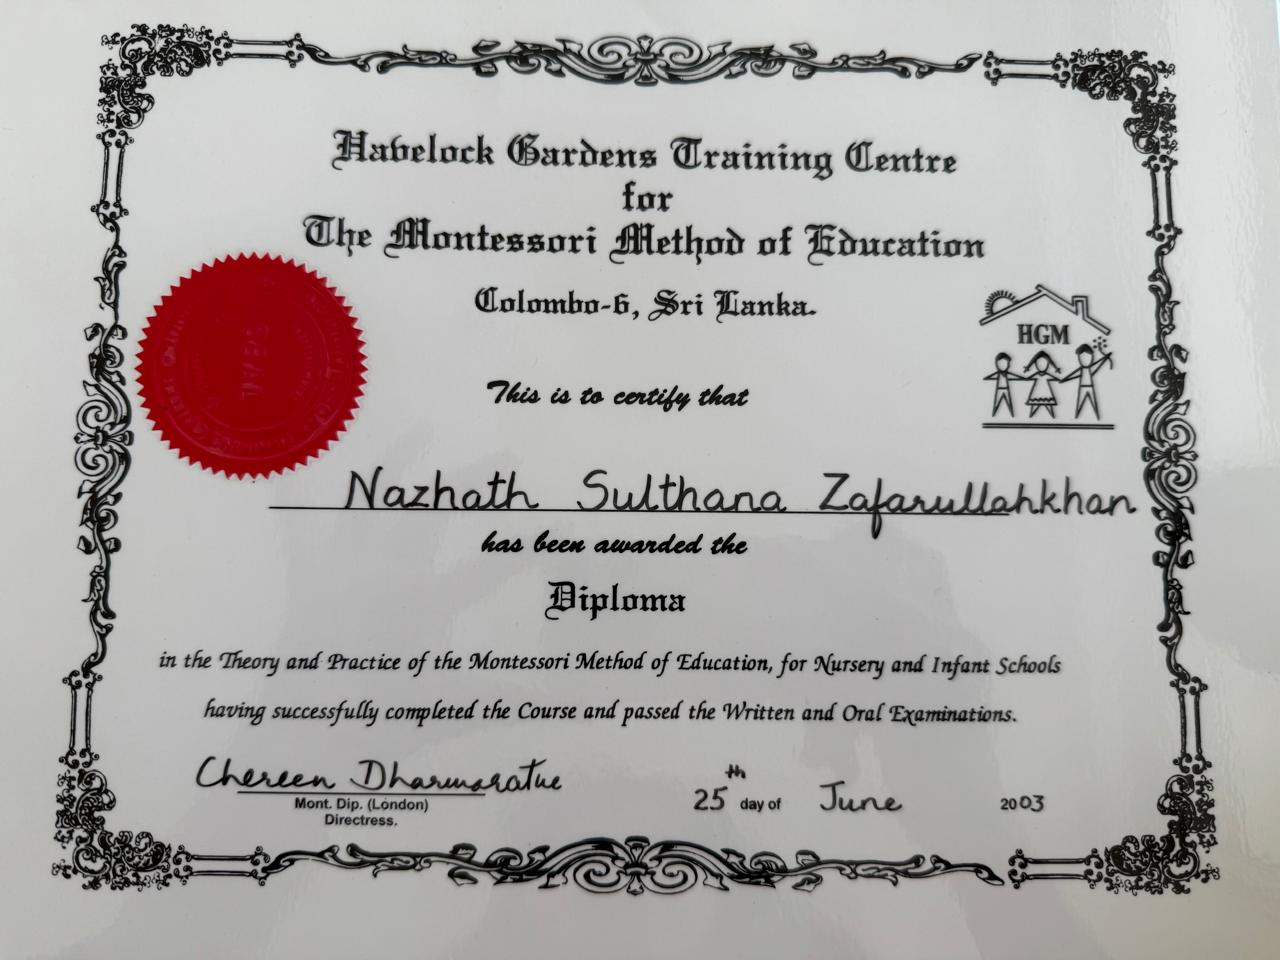 Havelock Gardens Training Centre
for
The Montessori Method of Education
Colombo-6, Sri Lanka.
HGM
This is to certify that
Nazhath Sulthana Zafarullahkhan
has been awarded the
Diploma
in the Theory and Practice of the Montessori Method of Education, for Nursery and Infant Schools
having successfully completed the Course and passed the Written and Oral Examinations.
Chereen Dharmaratne
Mont. Dip. (London)
Directress.
25th day of June 2003